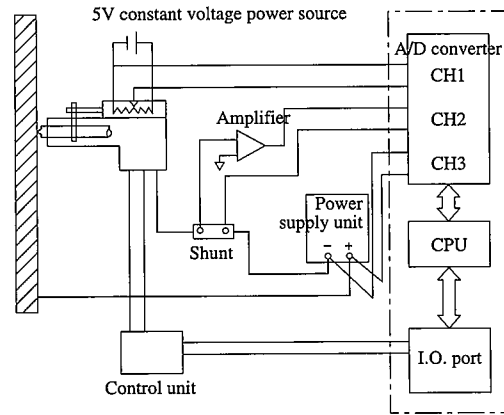 5V constant voltage power source
A/D converter
CH1
Amplifier
CH2
CH3
Power
supply unit
- +
Shunt
CPU
I.O. port
Control unit